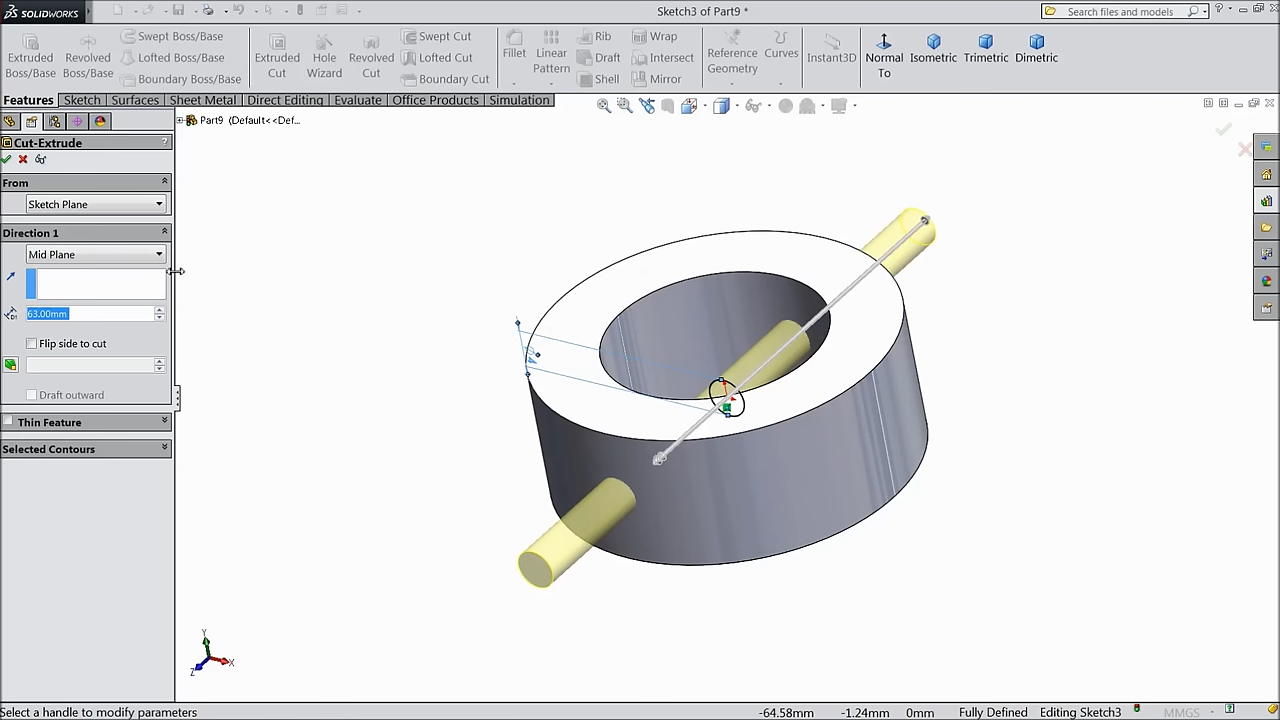 SOLIDWORKS
Sketch3 of Part9 *
Search files and models
Extruded Boss/Base
Revolved Boss/Base
Swept Boss/Base
Lofted Boss/Base
Boundary Boss/Base
Extruded Cut
Hole Wizard
Revolved Cut
Swept Cut
Lofted Cut
Boundary Cut
Fillet
Linear Pattern
Rib
Draft
Shell
Wrap
Intersect
Mirror
Reference Geometry
Curves
Instant3D
Normal To
Isometric
Trimetric
Dimetric
Features
Sketch
Surfaces
Sheet Metal
Direct Editing
Evaluate
Office Products
Simulation
Part9 (Default<<Def...
Cut-Extrude
From
Sketch Plane
Direction 1
Mid Plane
63.00mm
Flip side to cut
Draft outward
Thin Feature
Selected Contours
Y
X
Z
Select a handle to modify parameters
-64.58mm
-1.24mm
0mm
Fully Defined
Editing Sketch3
MMGS